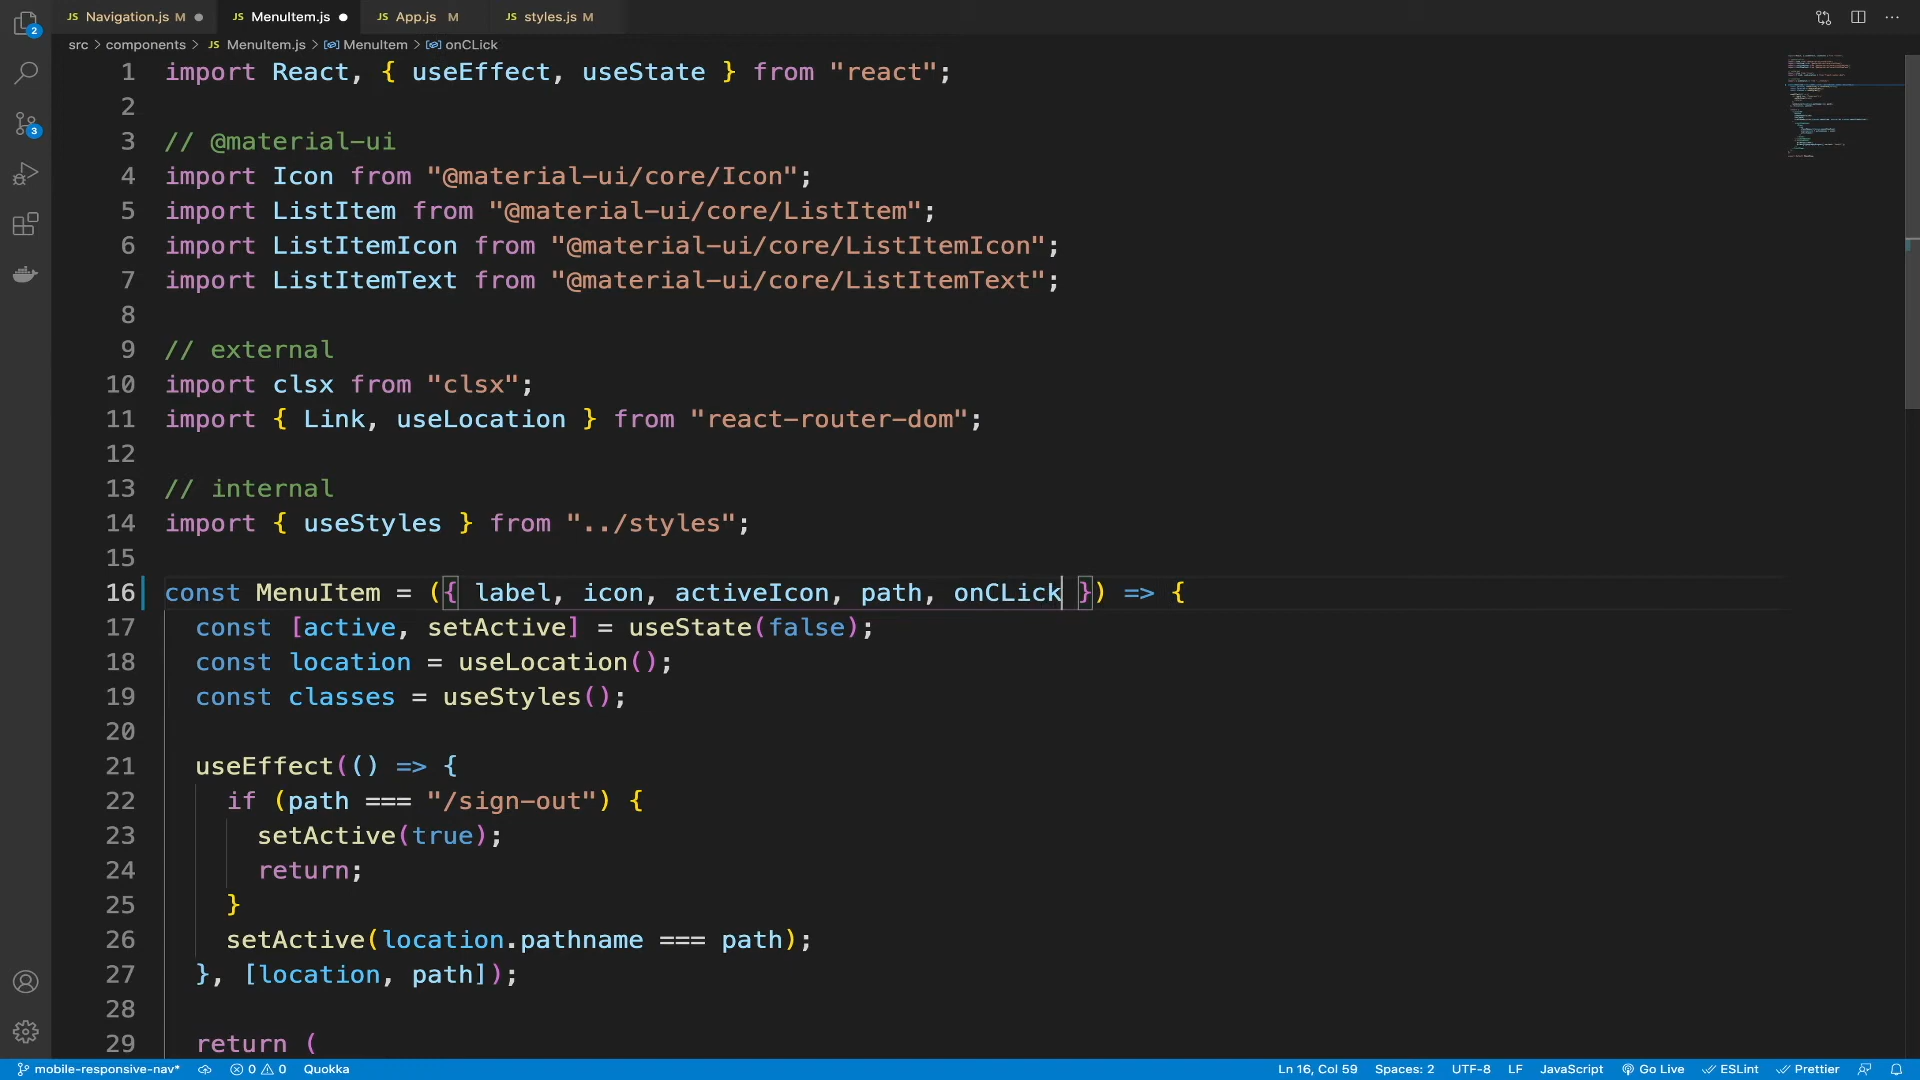 JS Navigation.js M
JS MenuItem.js
JS App.js M
JS styles.js M
src > components > JS MenuItem.js > MenuItem > onCLick
2
3
1 import React, { useEffect, useState } from "react";
2
3 // @material-ui
4 import Icon from "@material-ui/core/Icon";
5 import ListItem from "@material-ui/core/ListItem";
6 import ListItemIcon from "@material-ui/core/ListItemIcon";
7 import ListItemText from "@material-ui/core/ListItemText";
8
9 // external
10 import clsx from "clsx";
11 import { Link, useLocation } from "react-router-dom";
12
13 // internal
14 import { useStyles } from "../styles";
15
16 const MenuItem = ({ label, icon, activeIcon, path, onCLick }) => {
17 const [active, setActive] = useState(false);
18 const location = useLocation();
19 const classes = useStyles();
20
21 useEffect(() => {
22 if (path === "/sign-out") {
23 setActive(true);
24 return;
25 }
26 setActive(location.pathname === path);
27 }, [location, path]);
28
29 return (
mobile-responsive-nav* 0 0 Quokka Ln 16, Col 59 Spaces: 2 UTF-8 LF JavaScript Go Live ESLint Prettier